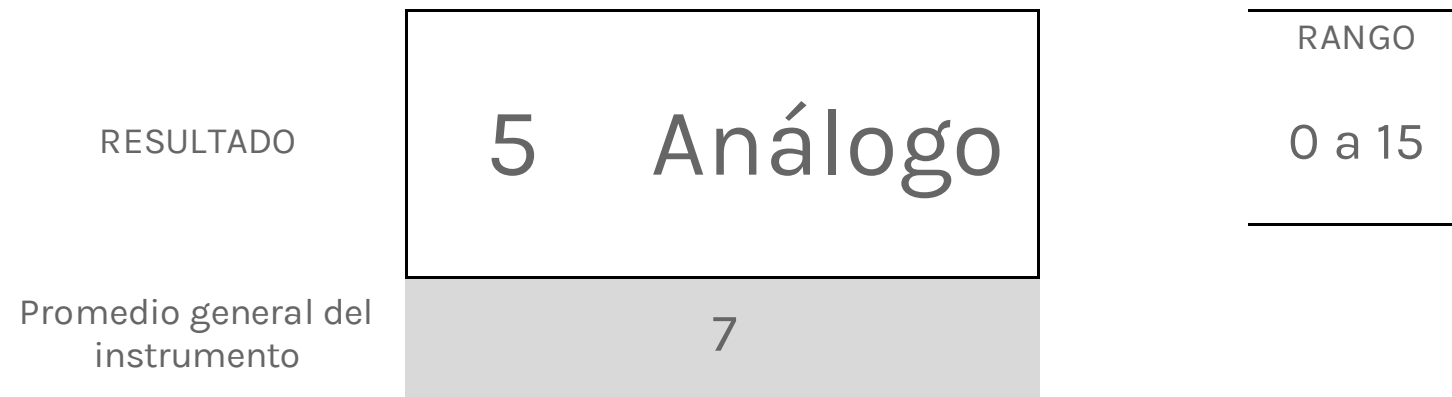 RANGO
RESULTADO
5 Análogo
0 a 15
Promedio general del
instrumento
7